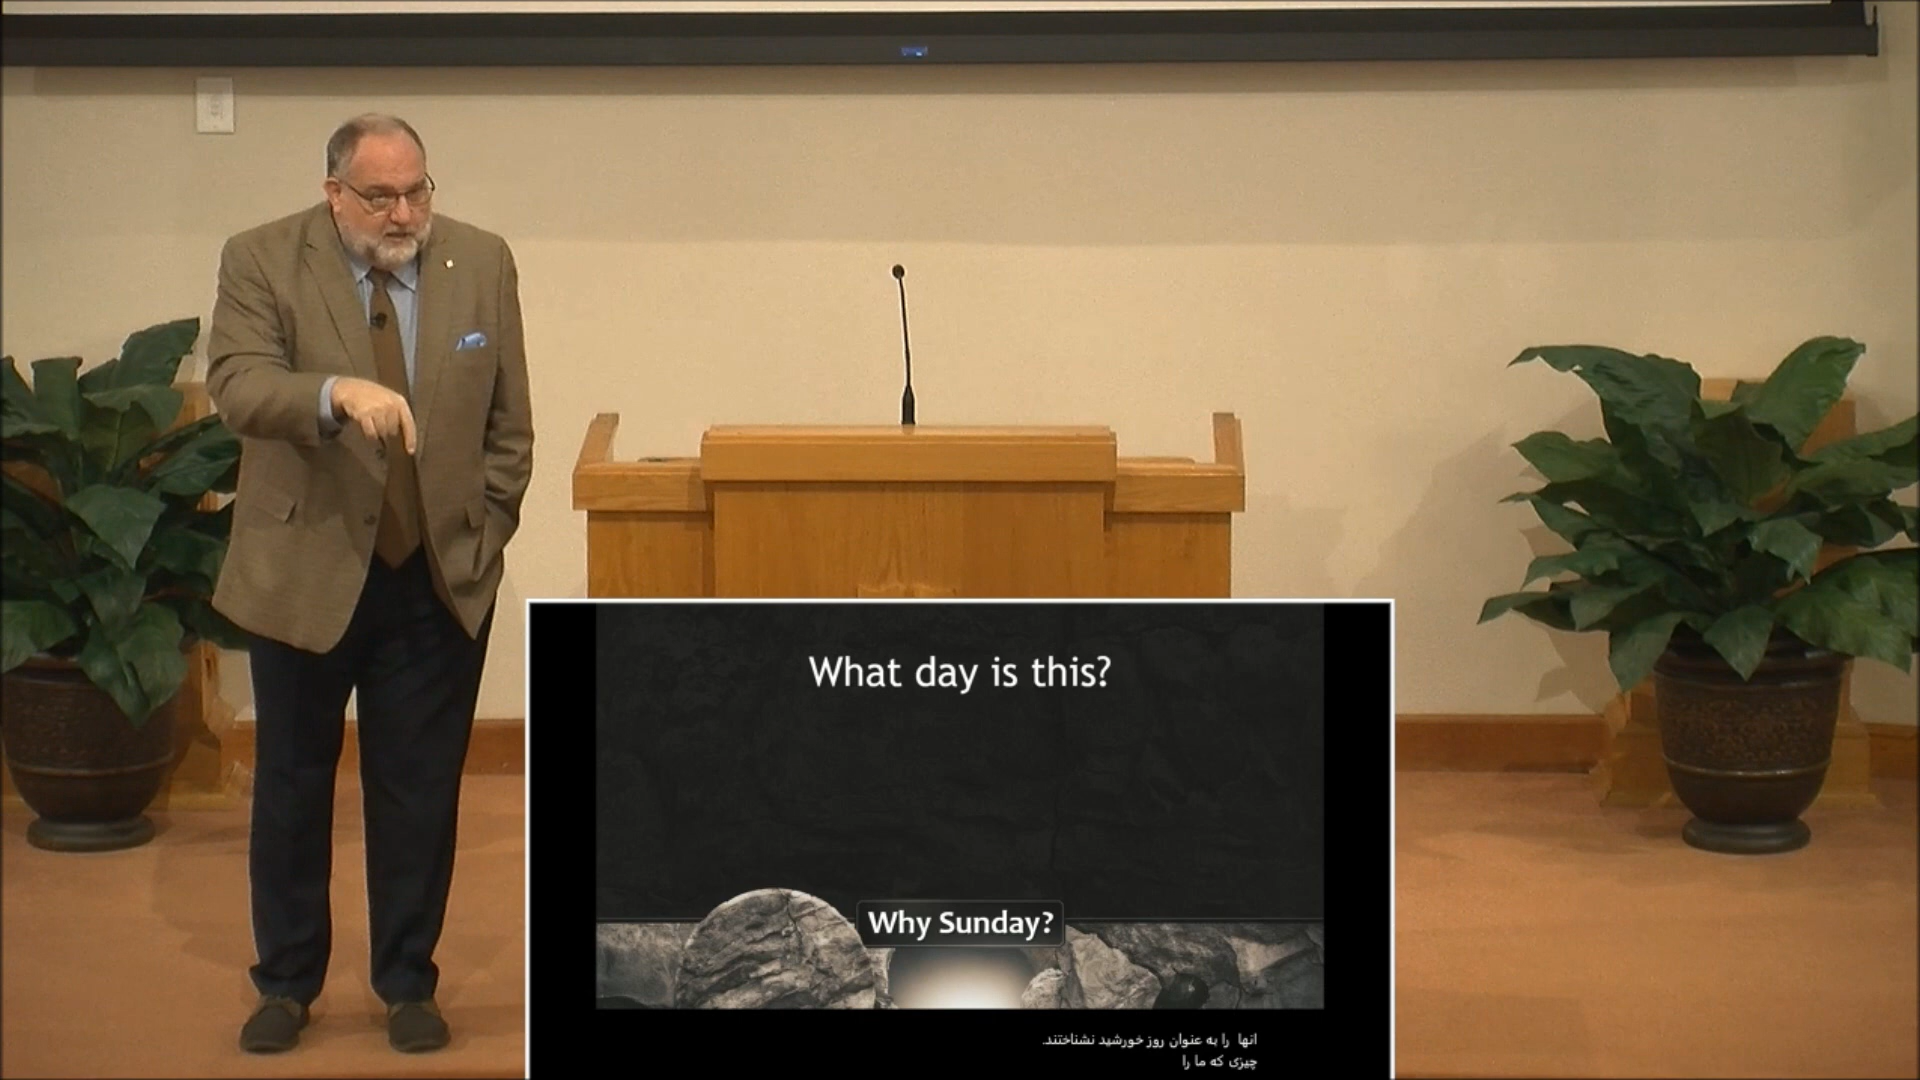 What day is this?
Why Sunday?
انها  را به عنوان روز خورشید نشناختند.
چیزی که ما را